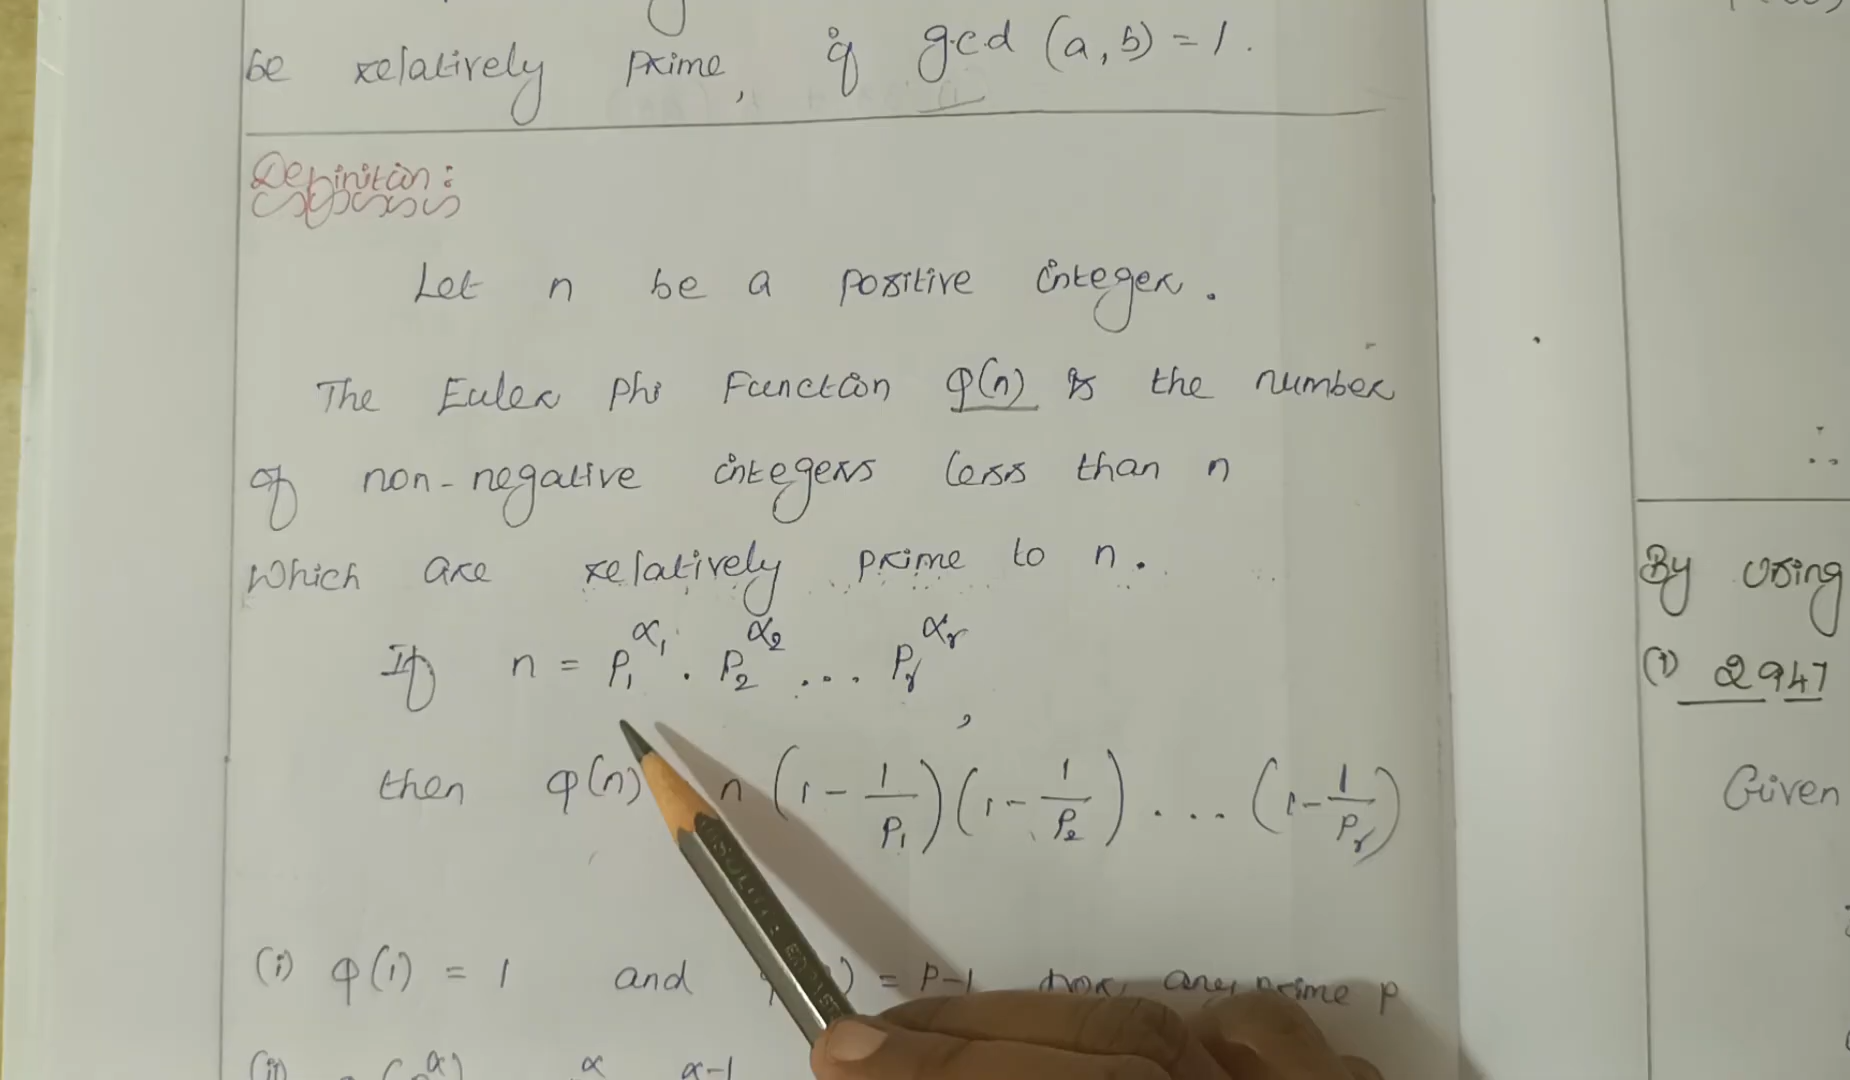 be relatively prime, if g.c.d (a, b) = 1.
Definition:
Let n be a positive integer.
The Euler phi Function φ(n) is the number
of non-negative integers less than n
which are relatively prime to n.
If n = p₁^α₁ . p₂^α₂ ... pᵣ^αᵣ,
then φ(n) n (1 - 1/p₁) (1 - 1/p₂) .... (1 - 1/pᵣ)
(i) φ(1) = 1 and ) = p-1 for any prime p
(ii) α) α α-1
By using
(i) 2947
Given